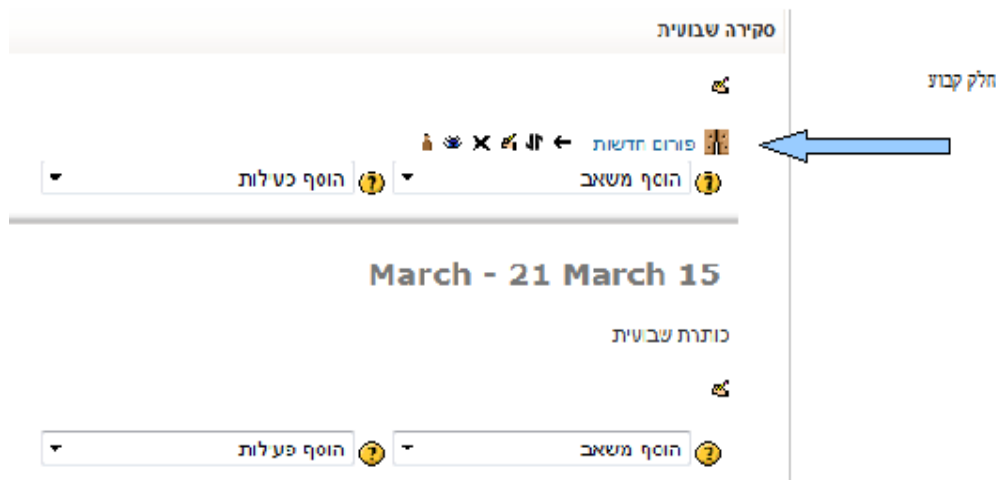 סקירה שבועית
חלק קבוע
פורום חדשות
הוסף משאב הוסף פעילות
March - 21 March 15
כותרת שבועית
הוסף משאב הוסף פעילות